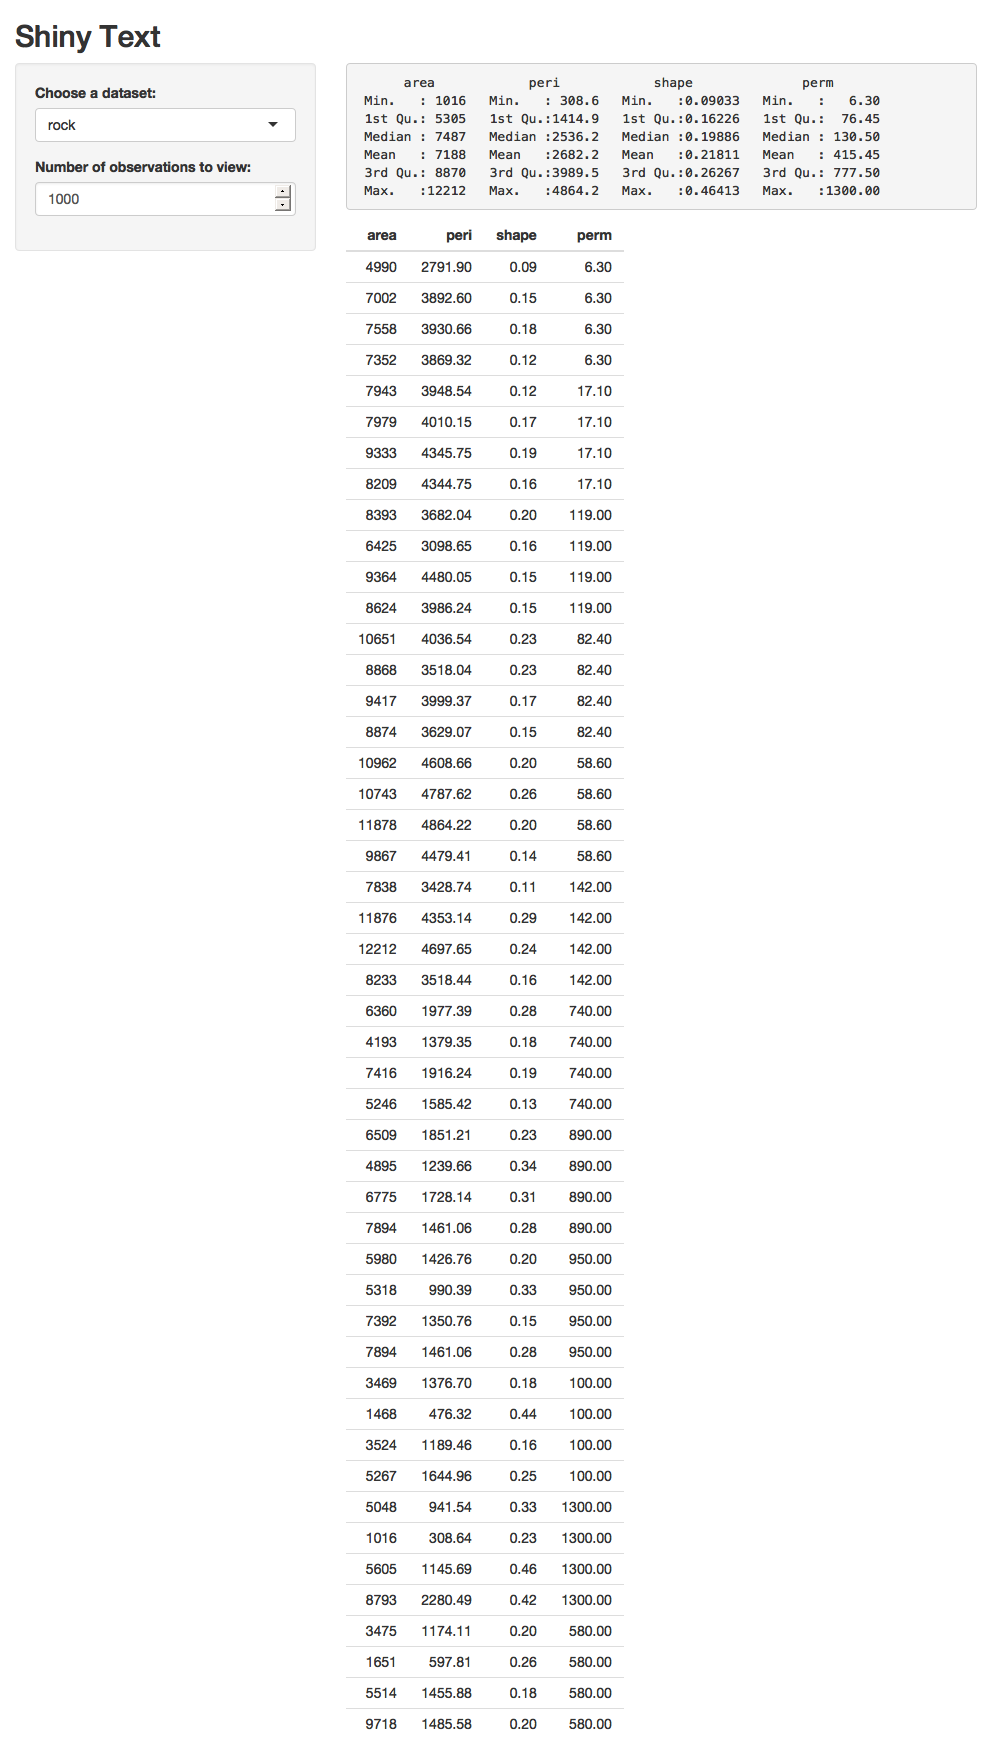 Shiny Text
Choose a dataset:
rock
Number of observations to view:
1000
area peri shape perm
Min. : 1016 Min. : 308.6 Min. :0.09033 Min. : 6.30
1st Qu.: 5305 1st Qu.:1414.9 1st Qu.:0.16226 1st Qu.: 76.45
Median : 7487 Median :2536.2 Median :0.19886 Median : 130.50
Mean : 7188 Mean :2682.2 Mean :0.21811 Mean : 415.45
3rd Qu.: 8870 3rd Qu.:3989.5 3rd Qu.:0.26267 3rd Qu.: 777.50
Max. :12212 Max. :4864.2 Max. :0.46413 Max. :1300.00
area peri shape perm
4990 2791.90 0.09 6.30
7002 3892.60 0.15 6.30
7558 3930.66 0.18 6.30
7352 3869.32 0.12 6.30
7943 3948.54 0.12 17.10
7979 4010.15 0.17 17.10
9333 4345.75 0.19 17.10
8209 4344.75 0.16 17.10
8393 3682.04 0.20 119.00
6425 3098.65 0.16 119.00
9364 4480.05 0.15 119.00
8624 3986.24 0.15 119.00
10651 4036.54 0.23 82.40
8868 3518.04 0.23 82.40
9417 3999.37 0.17 82.40
8874 3629.07 0.15 82.40
10962 4608.66 0.20 58.60
10743 4787.62 0.26 58.60
11878 4864.22 0.20 58.60
9867 4479.41 0.14 58.60
7838 3428.74 0.11 142.00
11876 4353.14 0.29 142.00
12212 4697.65 0.24 142.00
8233 3518.44 0.16 142.00
6360 1977.39 0.28 740.00
4193 1379.35 0.18 740.00
7416 1916.24 0.19 740.00
5246 1585.42 0.13 740.00
6509 1851.21 0.23 890.00
4895 1239.66 0.34 890.00
6775 1728.14 0.31 890.00
7894 1461.06 0.28 890.00
5980 1426.76 0.20 950.00
5318 990.39 0.33 950.00
7392 1350.76 0.15 950.00
7894 1461.06 0.28 950.00
3469 1376.70 0.18 100.00
1468 476.32 0.44 100.00
3524 1189.46 0.16 100.00
5267 1644.96 0.25 100.00
5048 941.54 0.33 1300.00
1016 308.64 0.23 1300.00
5605 1145.69 0.46 1300.00
8793 2280.49 0.42 1300.00
3475 1174.11 0.20 580.00
1651 597.81 0.26 580.00
5514 1455.88 0.18 580.00
9718 1485.58 0.20 580.00